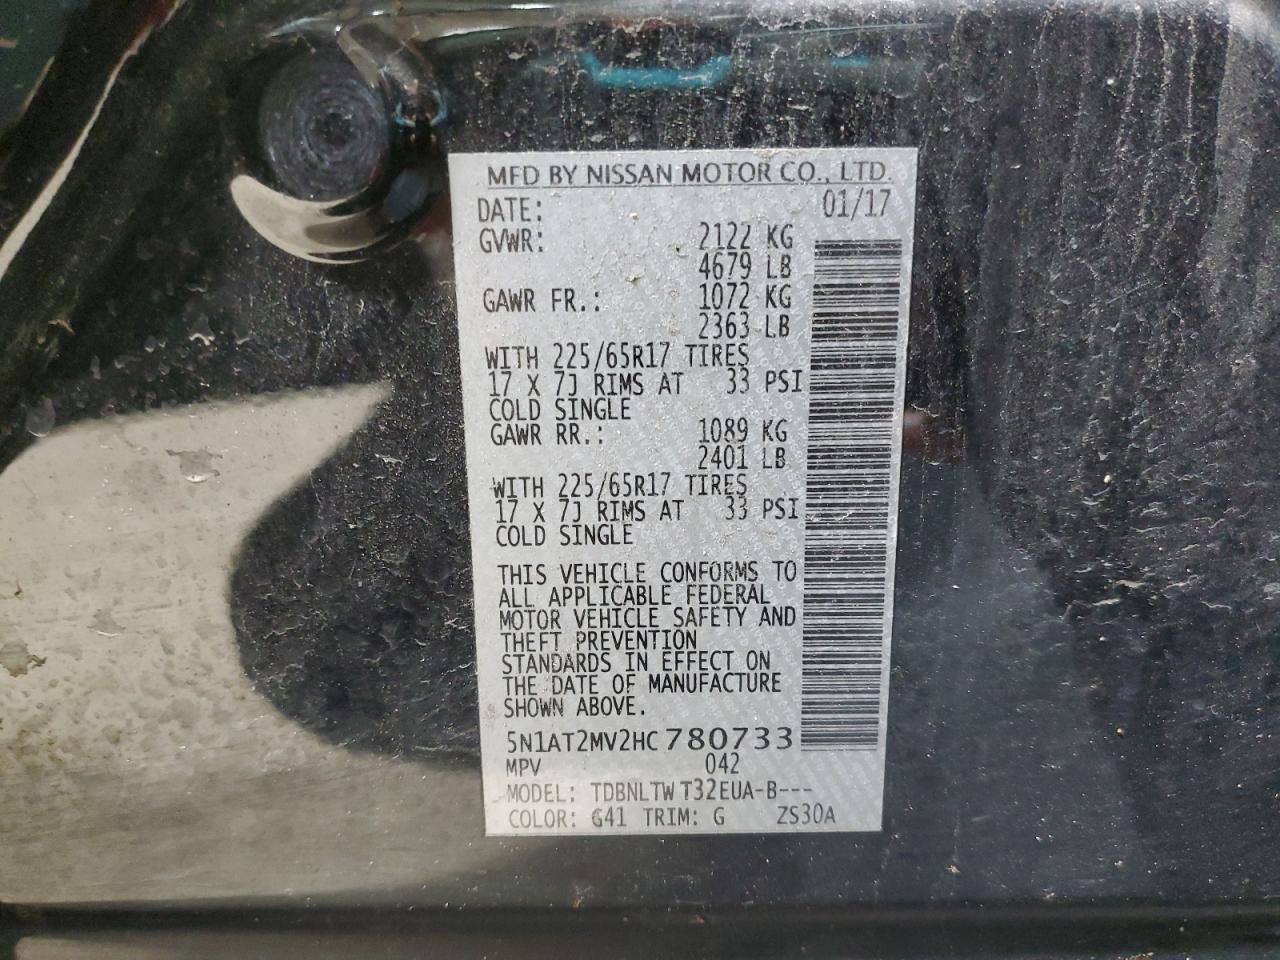 MFD BY NISSAN MOTOR CO., LTD.
DATE: 01/17
GVWR: 2122 KG
4679 LB
GAWR FR.: 1072 KG
2363 LB
WITH 225/65R17 TIRES
17 X 7J RIMS AT 33 PSI
COLD SINGLE
GAWR RR.: 1089 KG
2401 LB
WITH 225/65R17 TIRES
17 X 7J RIMS AT 33 PSI
COLD SINGLE
THIS VEHICLE CONFORMS TO
ALL APPLICABLE FEDERAL
MOTOR VEHICLE SAFETY AND
THEFT PREVENTION
STANDARDS IN EFFECT ON
THE DATE OF MANUFACTURE
SHOWN ABOVE.
5N1AT2MV2HC780733
MPV 042
MODEL: TDBNLTW T32EUA-B---
COLOR: G41 TRIM: G ZS30A